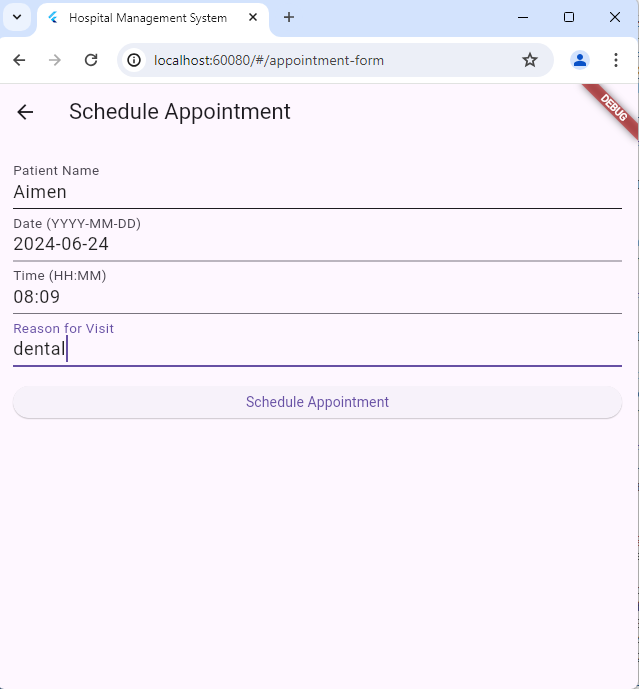 Hospital Management System
localhost:60080/#/appointment-form
Schedule Appointment
DEBUG
Patient Name
Aimen
Date (YYYY-MM-DD)
2024-06-24
Time (HH:MM)
08:09
Reason for Visit
dental
Schedule Appointment